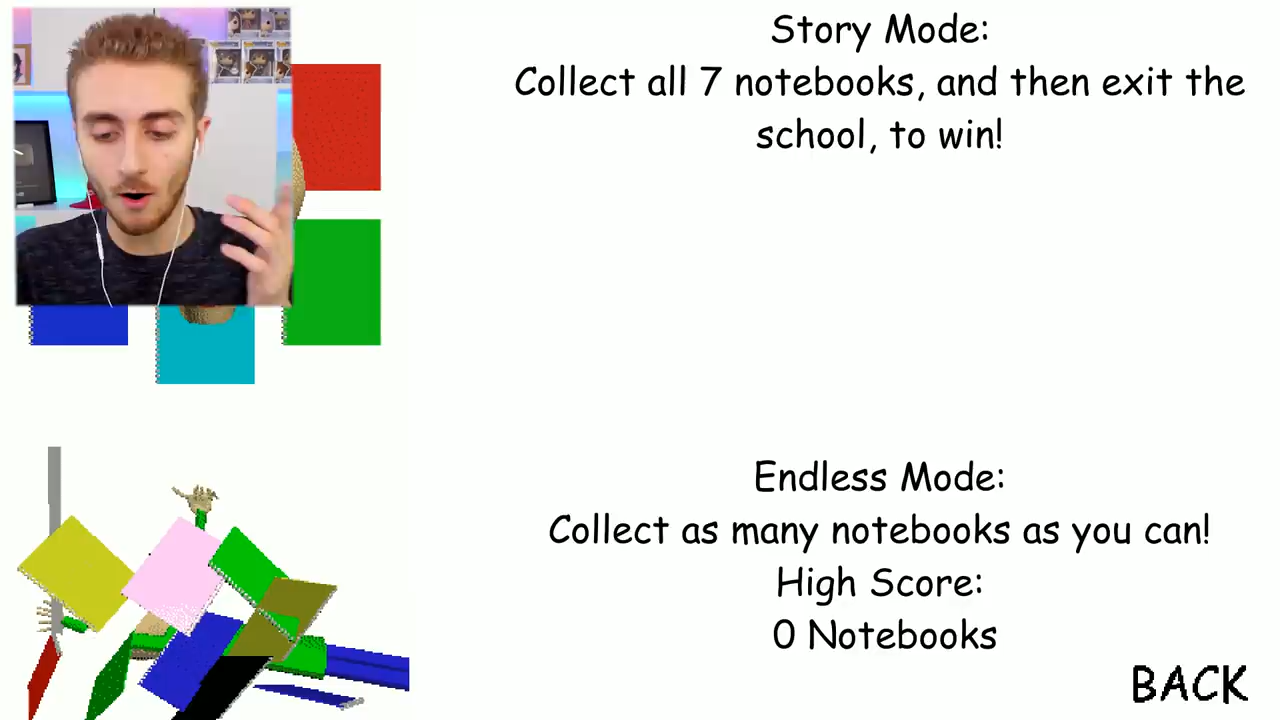 Story Mode:
Collect all 7 notebooks, and then exit the
school, to win!
Endless Mode:
Collect as many notebooks as you can!
High Score:
0 Notebooks
BACK